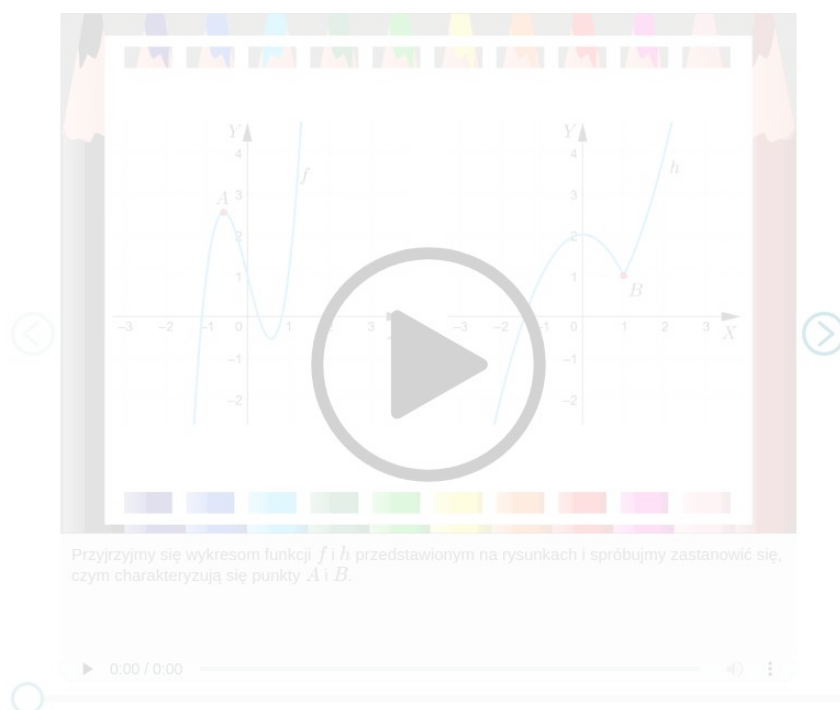 Y
4
f
A
3
2
1
-3 -2 -1 0 1 2 3
-1
-2
Y
4
h
3
2
1
B
-3 -2 -1 0 1 2 3
X
-1
-2
Przyjrzyjmy się wykresom funkcji f i h przedstawionym na rysunkach i spróbujmy zastanowić się,
czym charakteryzują się punkty A i B.
0:00 / 0:00